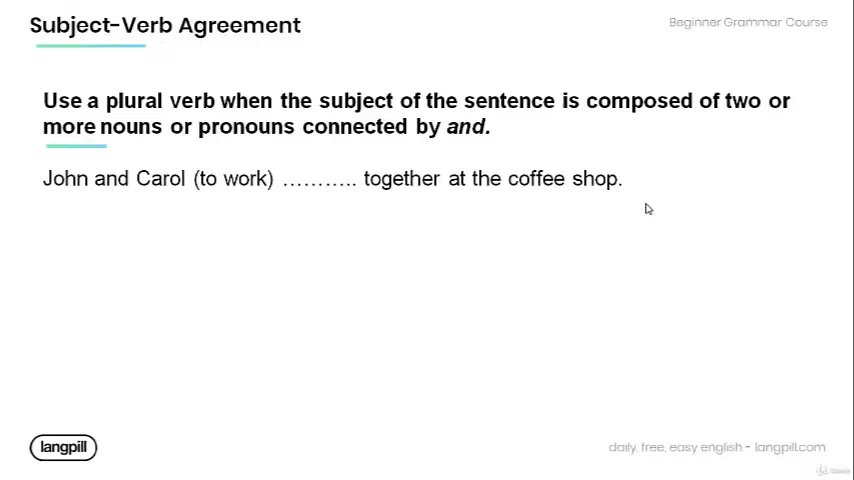 Subject-Verb Agreement
Beginner Grammar Course
Use a plural verb when the subject of the sentence is composed of two or
more nouns or pronouns connected by and.
John and Carol (to work) ……….. together at the coffee shop.
langpill
daily, free, easy english - langpill.com